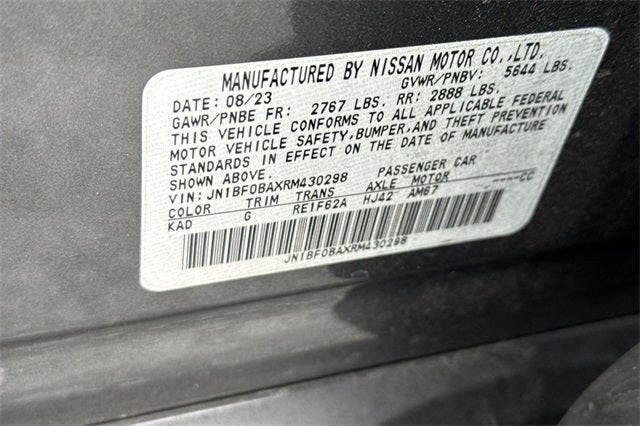 MANUFACTURED BY NISSAN MOTOR CO.,LTD.
DATE: 08/23 GVWR/PNBV: 5644 LBS.
GAWR/PNBE FR: 2767 LBS. RR: 2888 LBS.
THIS VEHICLE CONFORMS TO ALL APPLICABLE FEDERAL
MOTOR VEHICLE SAFETY,BUMPER,AND THEFT PREVENTION
STANDARDS IN EFFECT ON THE DATE OF MANUFACTURE
SHOWN ABOVE.
VIN: JN1BF0BAXRM430298 PASSENGER CAR
COLOR TRIM TRANS AXLE MOTOR ----CC
KAD G RE1F62A HJ42 AM67
JN1BF0BAXRM430298